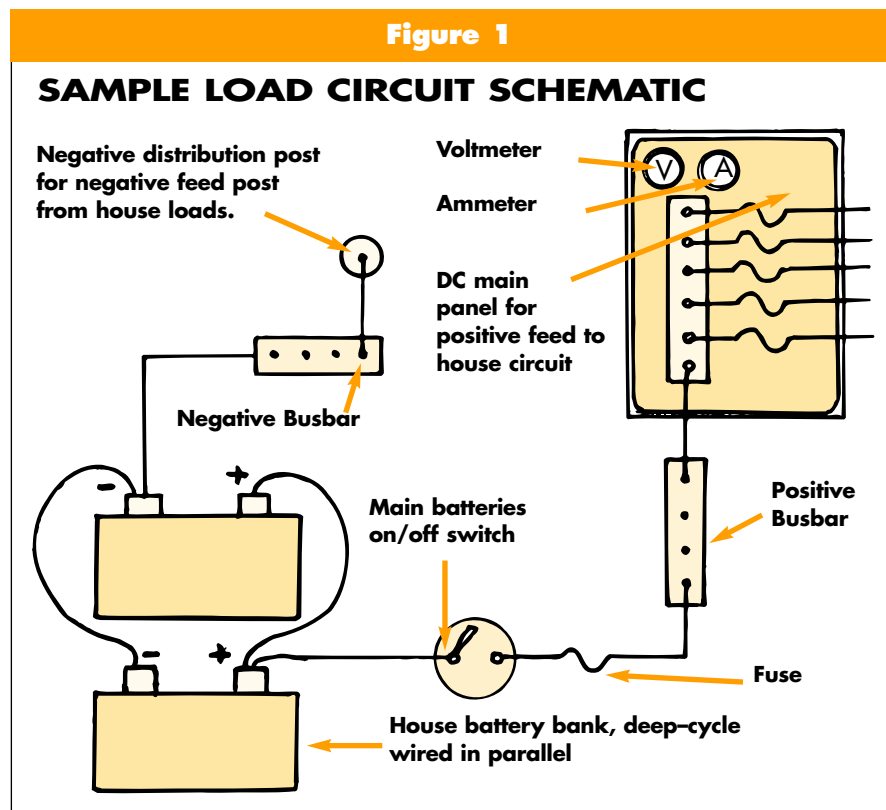 Figure 1
SAMPLE LOAD CIRCUIT SCHEMATIC
Negative distribution post
for negative feed post
from house loads.
Voltmeter
Ammeter
V
A
DC main
panel for
positive feed to
house circuit
Negative Busbar
- +
Main batteries
on/off switch
Positive
Busbar
- +
Fuse
House battery bank, deep–cycle
wired in parallel